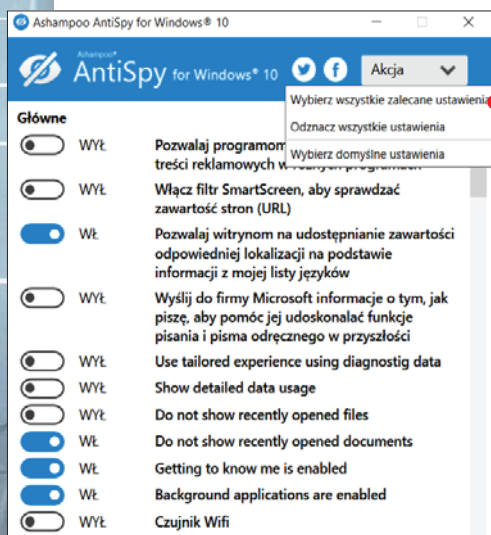 Ashampoo AntiSpy for Windows® 10
Ashampoo®
AntiSpy for Windows® 10
Akcja
Wybierz wszystkie zalecane ustawienia
Odznacz wszystkie ustawienia
Wybierz domyślne ustawienia
Główne
WYŁ Pozwalaj programom
treści reklamowych w różnych programach
WYŁ Włącz filtr SmartScreen, aby sprawdzać
zawartość stron (URL)
WŁ Pozwalaj witrynom na udostępnianie zawartości
odpowiedniej lokalizacji na podstawie
informacji z mojej listy języków
WYŁ Wyślij do firmy Microsoft informacje o tym, jak
piszę, aby pomóc jej udoskonalać funkcje
pisania i pisma odręcznego w przyszłości
WYŁ Use tailored experience using diagnostig data
WYŁ Show detailed data usage
WYŁ Do not show recently opened files
WŁ Do not show recently opened documents
WŁ Getting to know me is enabled
WŁ Background applications are enabled
WYŁ Czujnik Wifi